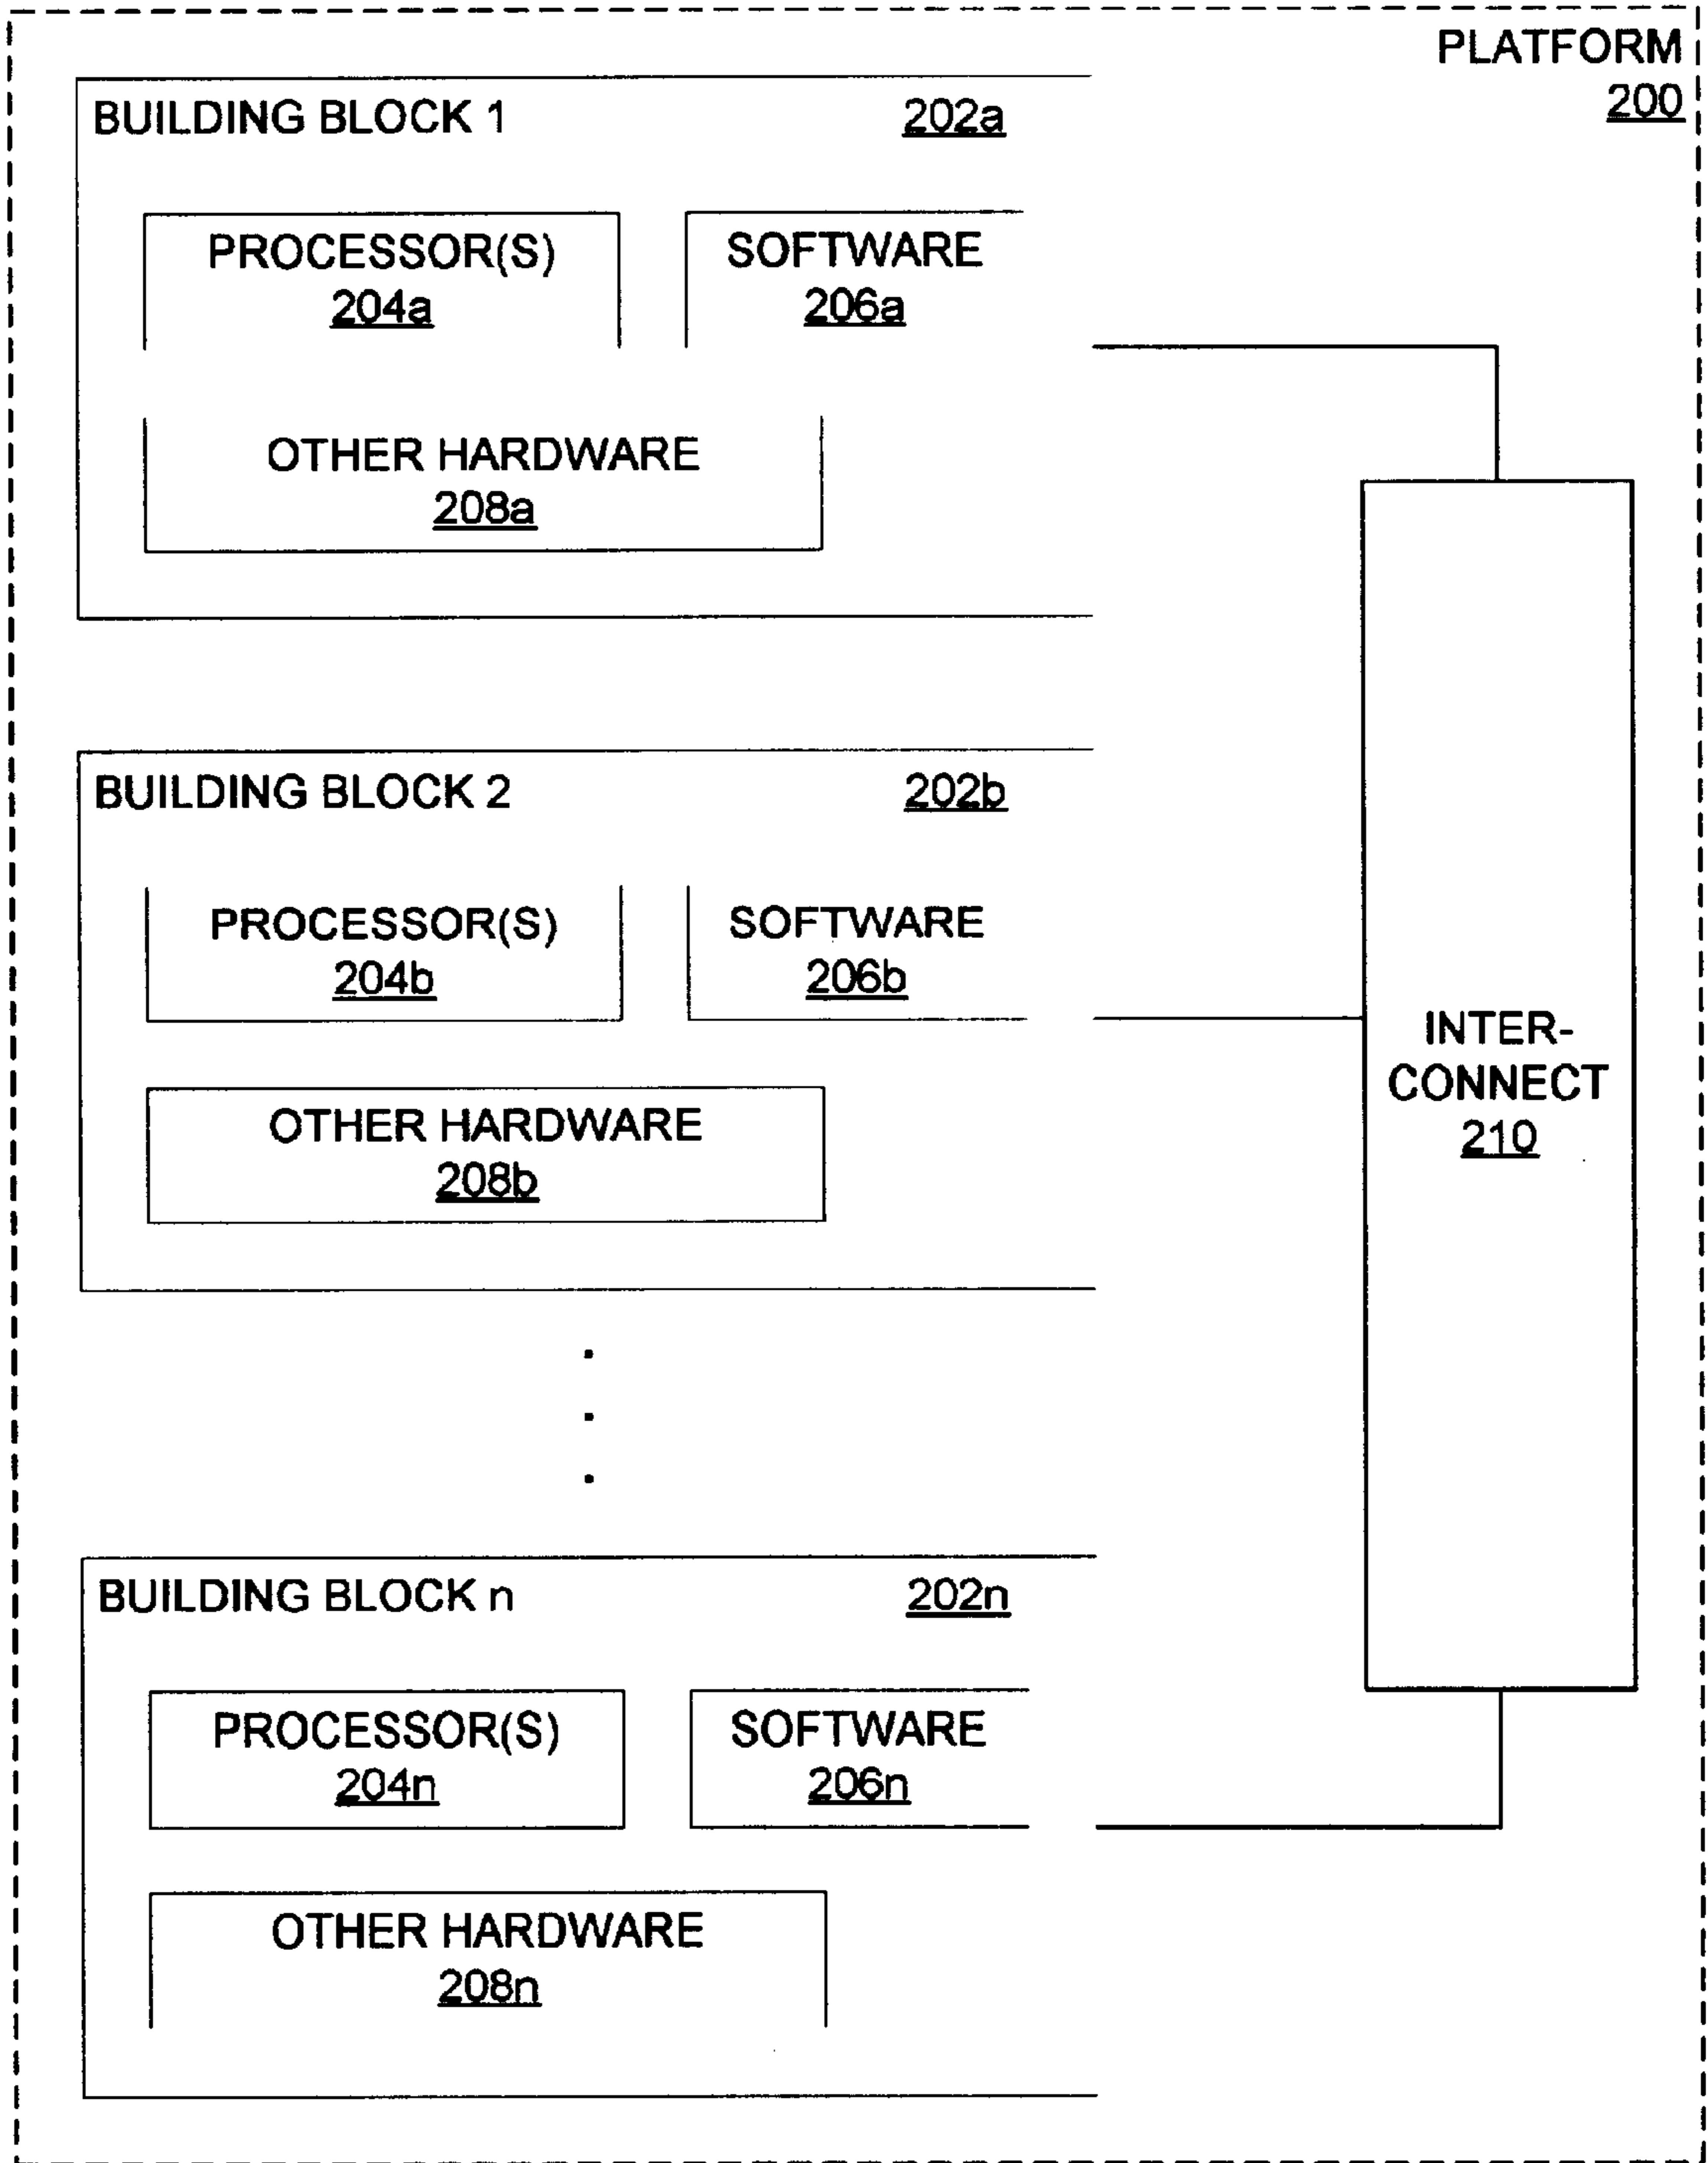 PLATFORM
200
BUILDING BLOCK 1 202a
PROCESSOR(S)
204a
SOFTWARE
206a
OTHER HARDWARE
208a
BUILDING BLOCK 2 202b
PROCESSOR(S)
204b
SOFTWARE
206b
OTHER HARDWARE
208b
INTER-
CONNECT
210
BUILDING BLOCK n 202n
PROCESSOR(S)
204n
SOFTWARE
206n
OTHER HARDWARE
208n